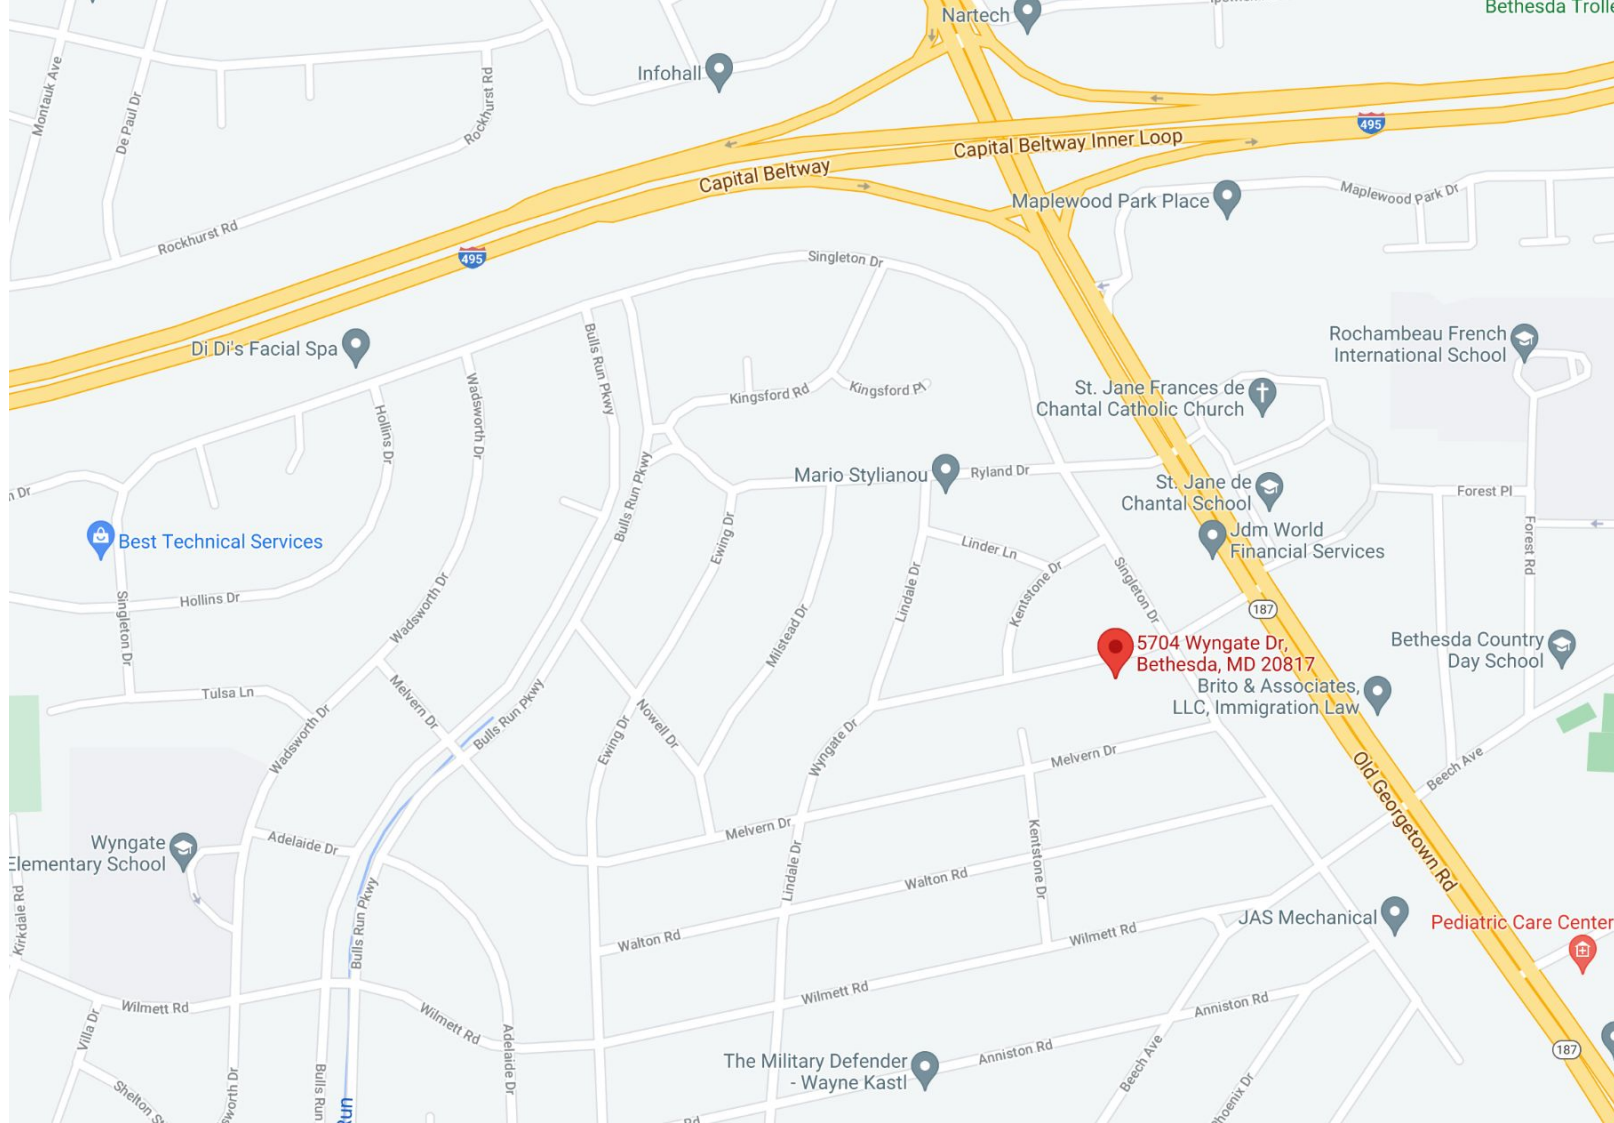 Nartech
Bethesda Trolle
Infohall
Montauk Ave
De Paul Dr
Rockhurst Rd
Rockhurst Rd
495
Capital Beltway Inner Loop
Capital Beltway
Maplewood Park Place
Maplewood Park Dr
495
Singleton Dr
Di Di's Facial Spa
Bulls Run Pkwy
Rochambeau French
International School
Wadsworth Dr
Hollins Dr
Kingsford Rd
Kingsford Pl
St. Jane Frances de
Chantal Catholic Church
Mario Stylianou
Ryland Dr
n Dr
Bulls Run Pkwy
St. Jane de
Chantal School
Forest Pl
Best Technical Services
Ewing Dr
Linder Ln
Jdm World
Financial Services
Forest Rd
Hollins Dr
Singleton Dr
Wadsworth Dr
Milstead Dr
Lindale Dr
Kentstone Dr
Singleton Dr
187
5704 Wyngate Dr,
Bethesda, MD 20817
Bethesda Country
Day School
Tulsa Ln
Melvern Dr
Brito & Associates,
LLC, Immigration Law
Wadsworth Dr
Bulls Run Pkwy
Ewing Dr
Nowell Dr
Wyngate Dr
Melvern Dr
Old Georgetown Rd
Beech Ave
Wyngate
Elementary School
Adelaide Dr
Melvern Dr
Lindale Dr
Kentstone Dr
Walton Rd
Kirkdale Rd
Bulls Run Pkwy
Walton Rd
Wilmett Rd
JAS Mechanical
Pediatric Care Center
Wilmett Rd
Wilmett Rd
Wilmett Rd
Anniston Rd
Villa Dr
Adelaide Dr
The Military Defender
- Wayne Kastl
Anniston Rd
Beech Ave
187
Shelton St
sworth Dr
Bulls Run
Run
Rd
Phoenix Dr